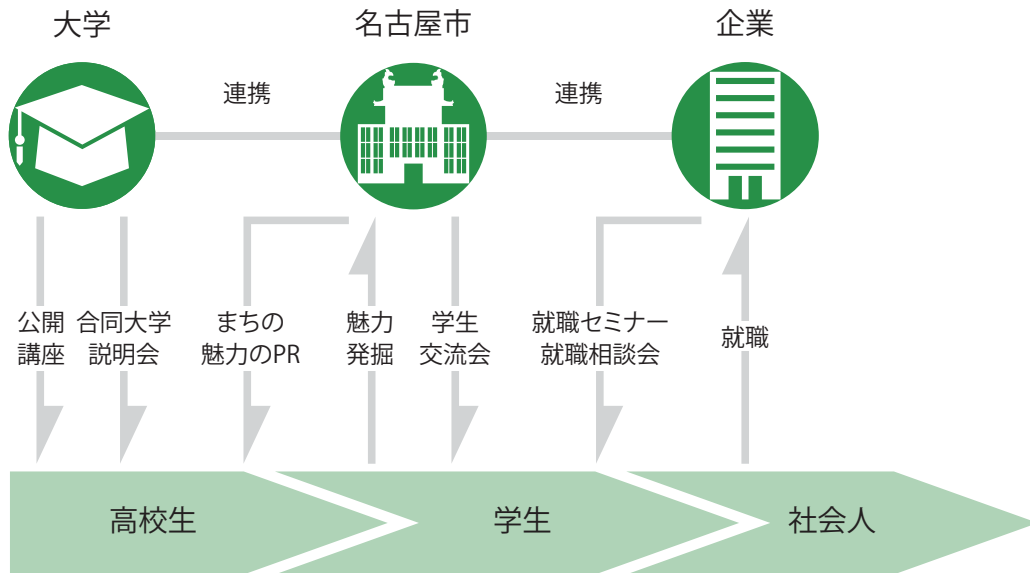 大学
名古屋市
企業
連携
連携
公開
講座
合同大学
説明会
まちの
魅力のPR
魅力
発掘
学生
交流会
就職セミナー
就職相談会
就職
高校生
学生
社会人